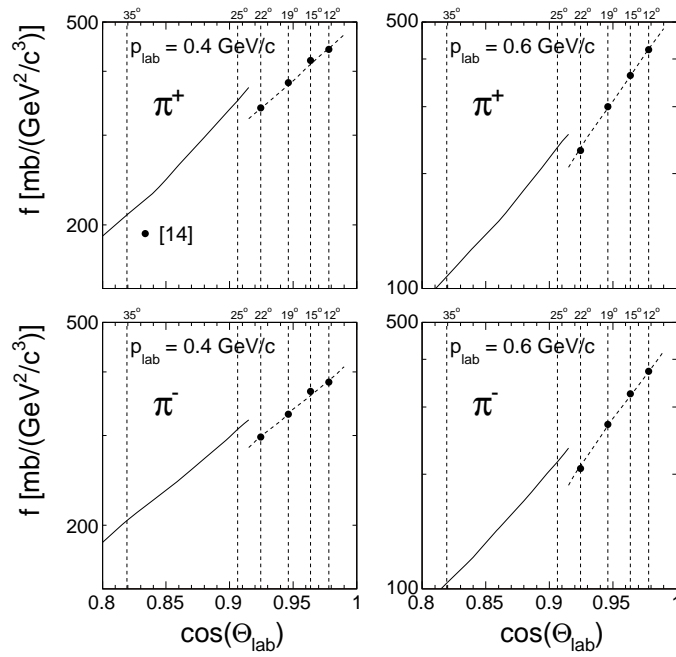 500
35° 25° 22° 19° 15° 12°
p_lab = 0.4 GeV/c
π⁺
200
● [14]
f [mb/(GeV²/c³)]
500
35° 25° 22° 19° 15° 12°
p_lab = 0.6 GeV/c
π⁺
100
500
35° 25° 22° 19° 15° 12°
p_lab = 0.4 GeV/c
π⁻
200
f [mb/(GeV²/c³)]
0.8 0.85 0.9 0.95 1
cos(Θ_lab)
500
35° 25° 22° 19° 15° 12°
p_lab = 0.6 GeV/c
π⁻
100
0.8 0.85 0.9 0.95 1
cos(Θ_lab)